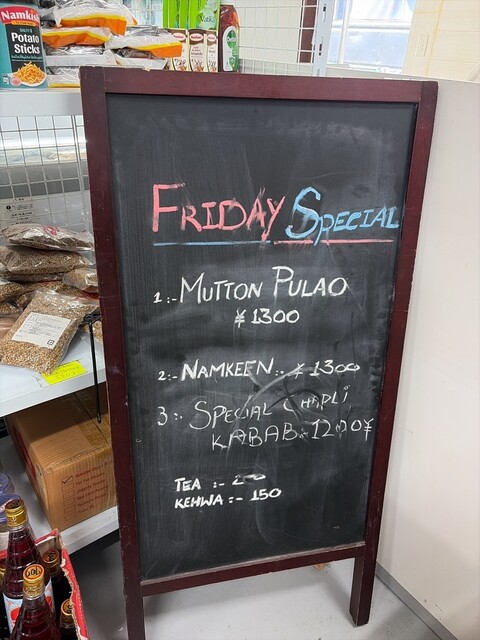 Namkin
Potato
Sticks
FRIDAY SPECIAL
1:- MUTTON PULAO
¥1300
2:- NAMKEEN:- ¥1300
3:- SPECIAL CHAPLI
KABAB:- 1200¥
TEA :- 200
KEHWA:- 150